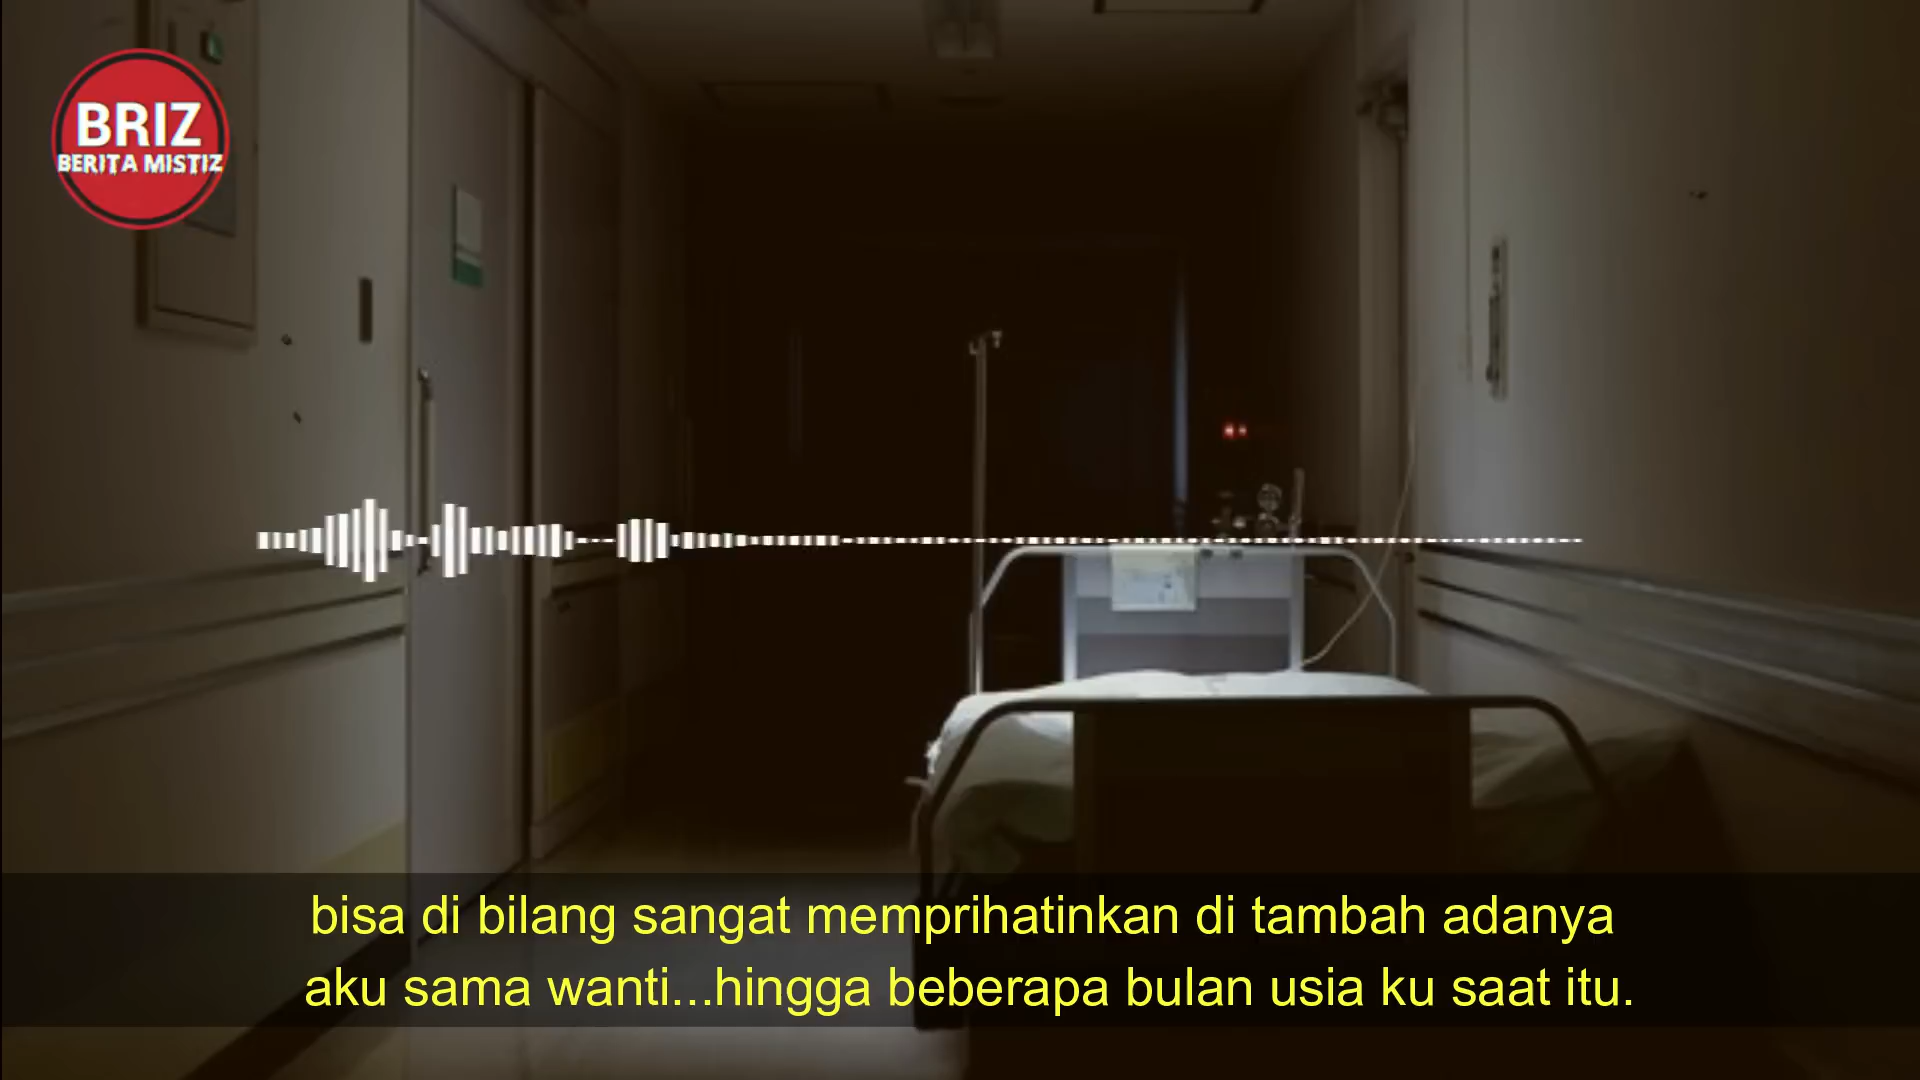 BRIZ
BERITA MISTIZ
bisa di bilang sangat memprihatinkan di tambah adanya
aku sama wanti...hingga beberapa bulan usia ku saat itu.